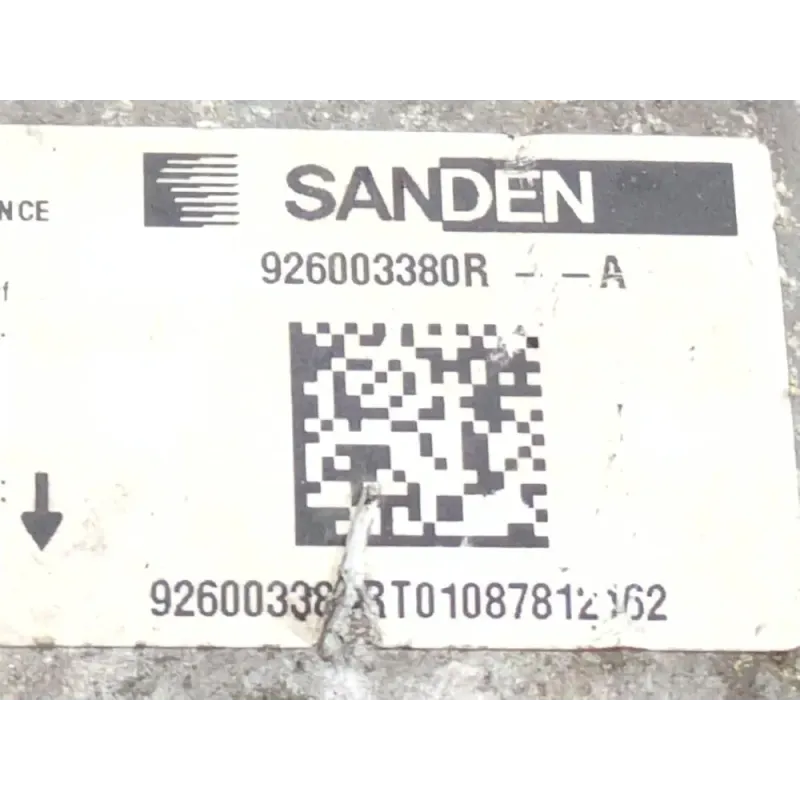 SANDEN
NCE
926003380R - -A
f